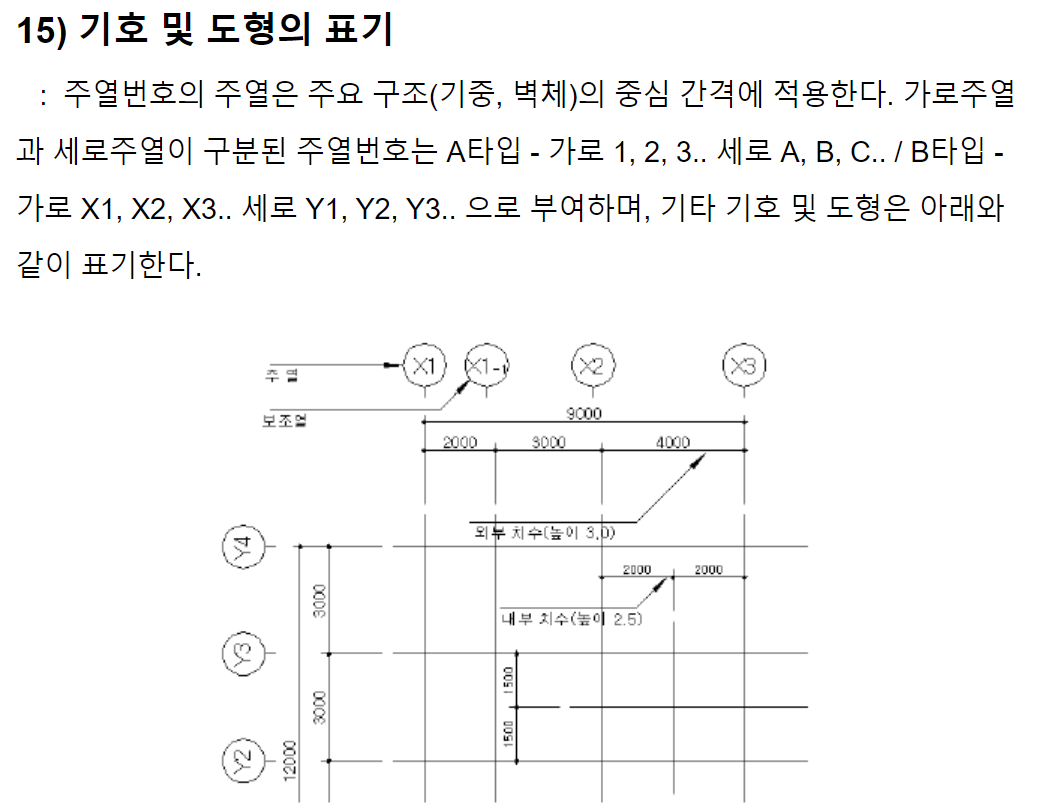 15) 기호 및 도형의 표기
: 주열번호의 주열은 주요 구조(기중, 벽체)의 중심 간격에 적용한다. 가로주열
과 세로주열이 구분된 주열번호는 A타입 - 가로 1, 2, 3.. 세로 A, B, C.. / B타입 -
가로 X1, X2, X3.. 세로 Y1, Y2, Y3.. 으로 부여하며, 기타 기호 및 도형은 아래와
같이 표기한다.
X1 X1-1 X2 X3
주열
보조열
9000
2000 3000 4000
외부 치수(높이 3.0)
Y4
2000 2000
3000
내부 치수(높이 2.5)
Y3
1500
3000
1500
Y2
12000